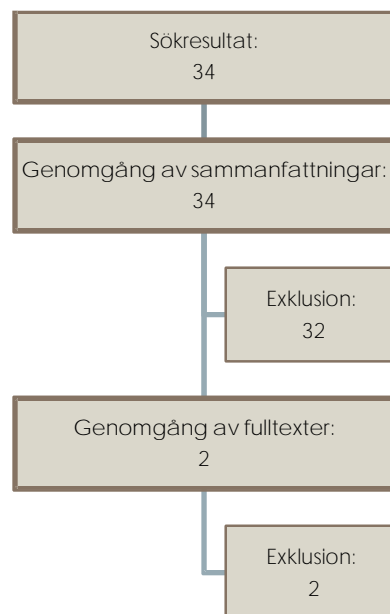 Sökresultat:
34
Genomgång av sammanfattningar:
34
Exklusion:
32
Genomgång av fulltexter:
2
Exklusion:
2